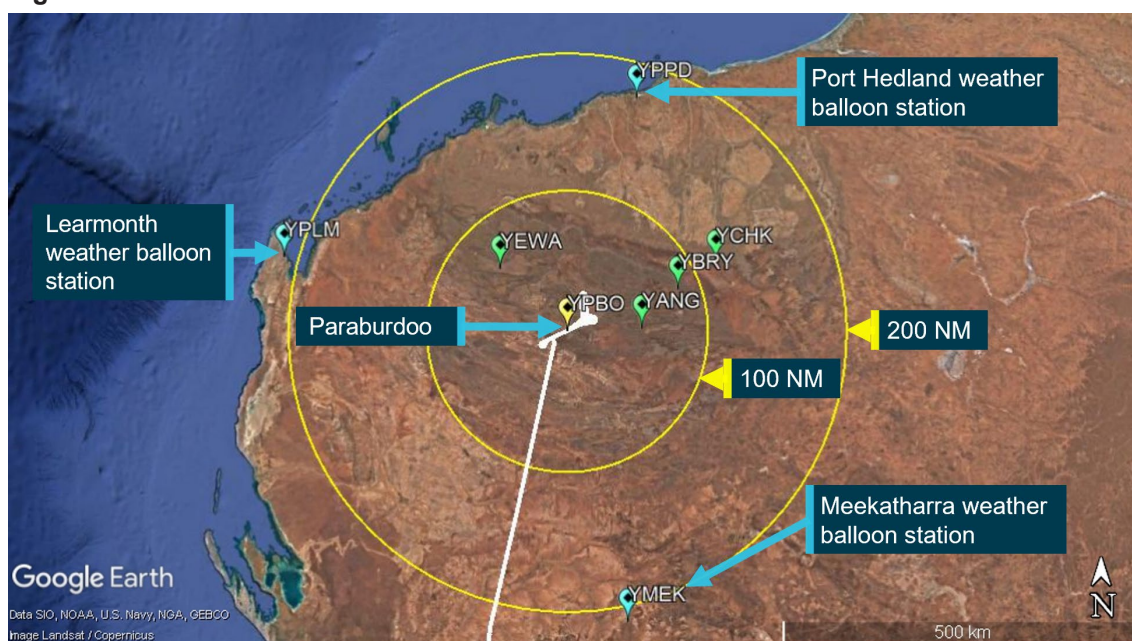 YPPD
Port Hedland weather
balloon station
Learmonth
weather balloon
station
YPLM
YEWA
YCHK
YBRY
YPBO
YANG
Paraburdoo
200 NM
100 NM
Meekatharra weather
balloon station
YMEK
Google Earth
Data SIO, NOAA, U.S. Navy, NGA, GEBCO
Image Landsat / Copernicus
N
500 km